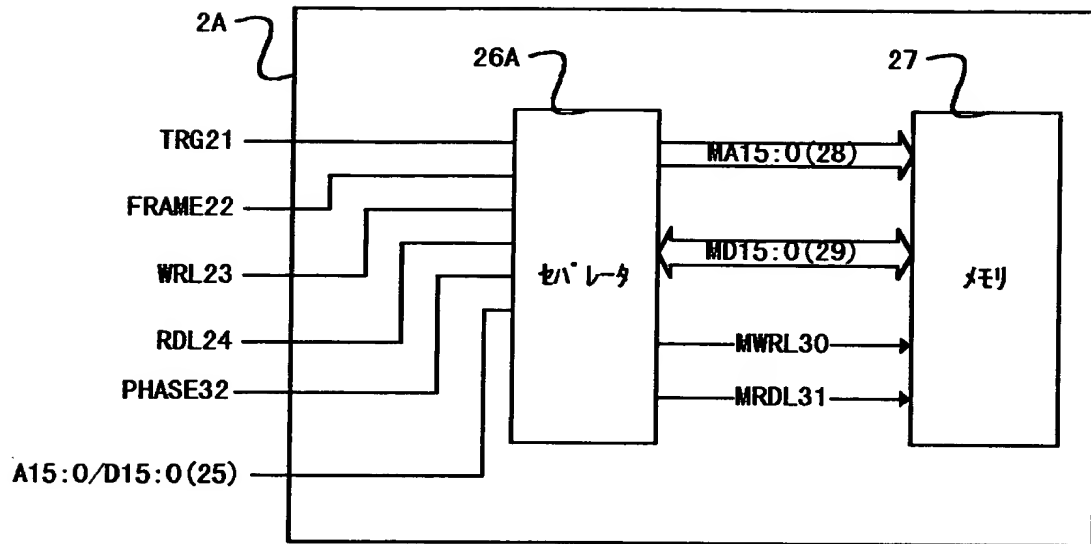 2A
26A
27
TRG21
MA15:0(28)
FRAME22
WRL23
MD15:0(29)
セパレータ
メモリ
RDL24
MWRL30
PHASE32
MRDL31
A15:0/D15:0(25)